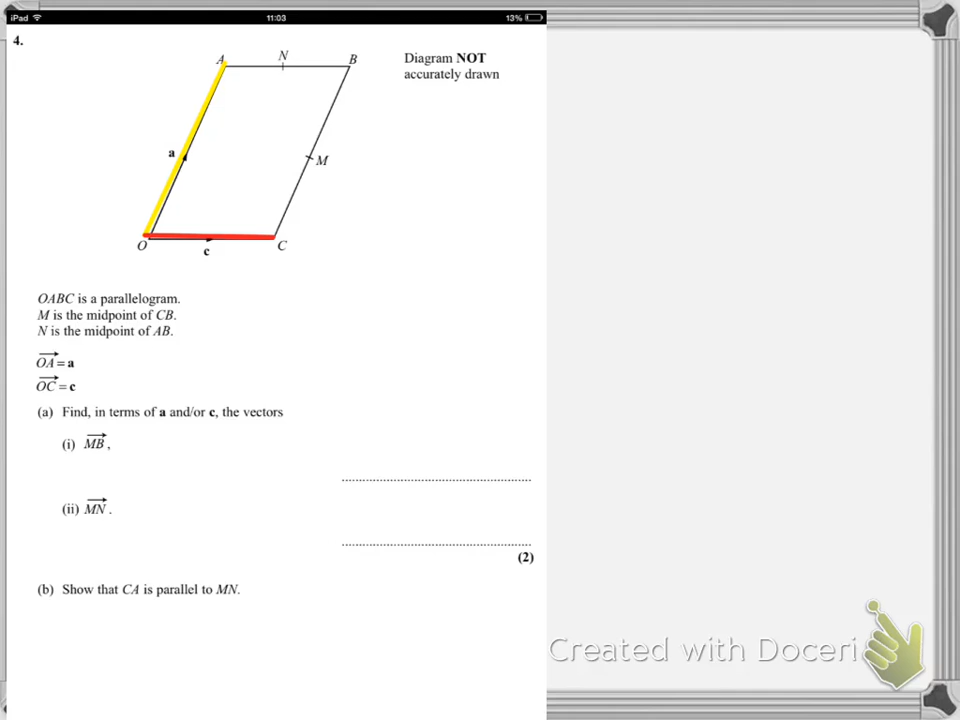 iPad 11:03 13%
4.
A N B
Diagram NOT
accurately drawn
a
M
O C
c
OABC is a parallelogram.
M is the midpoint of CB.
N is the midpoint of AB.
OA = a
OC = c
(a) Find, in terms of a and/or c, the vectors
(i) MB ,
(ii) MN .
(2)
(b) Show that CA is parallel to MN.
Created with Doceri